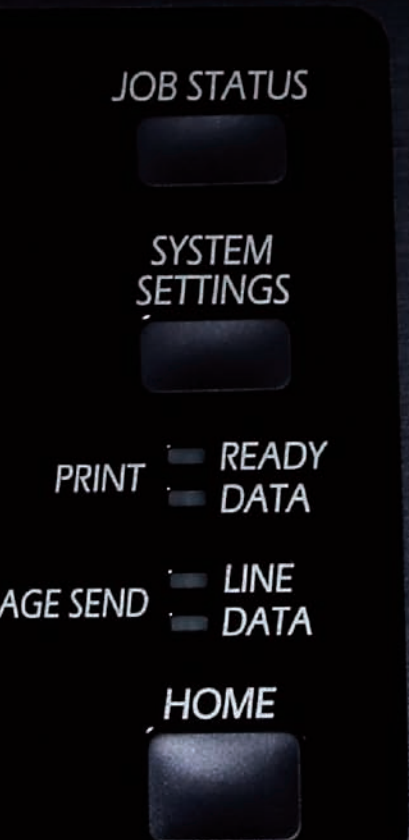 JOB STATUS
SYSTEM
SETTINGS
PRINT READY
DATA
AGE SEND LINE
DATA
HOME